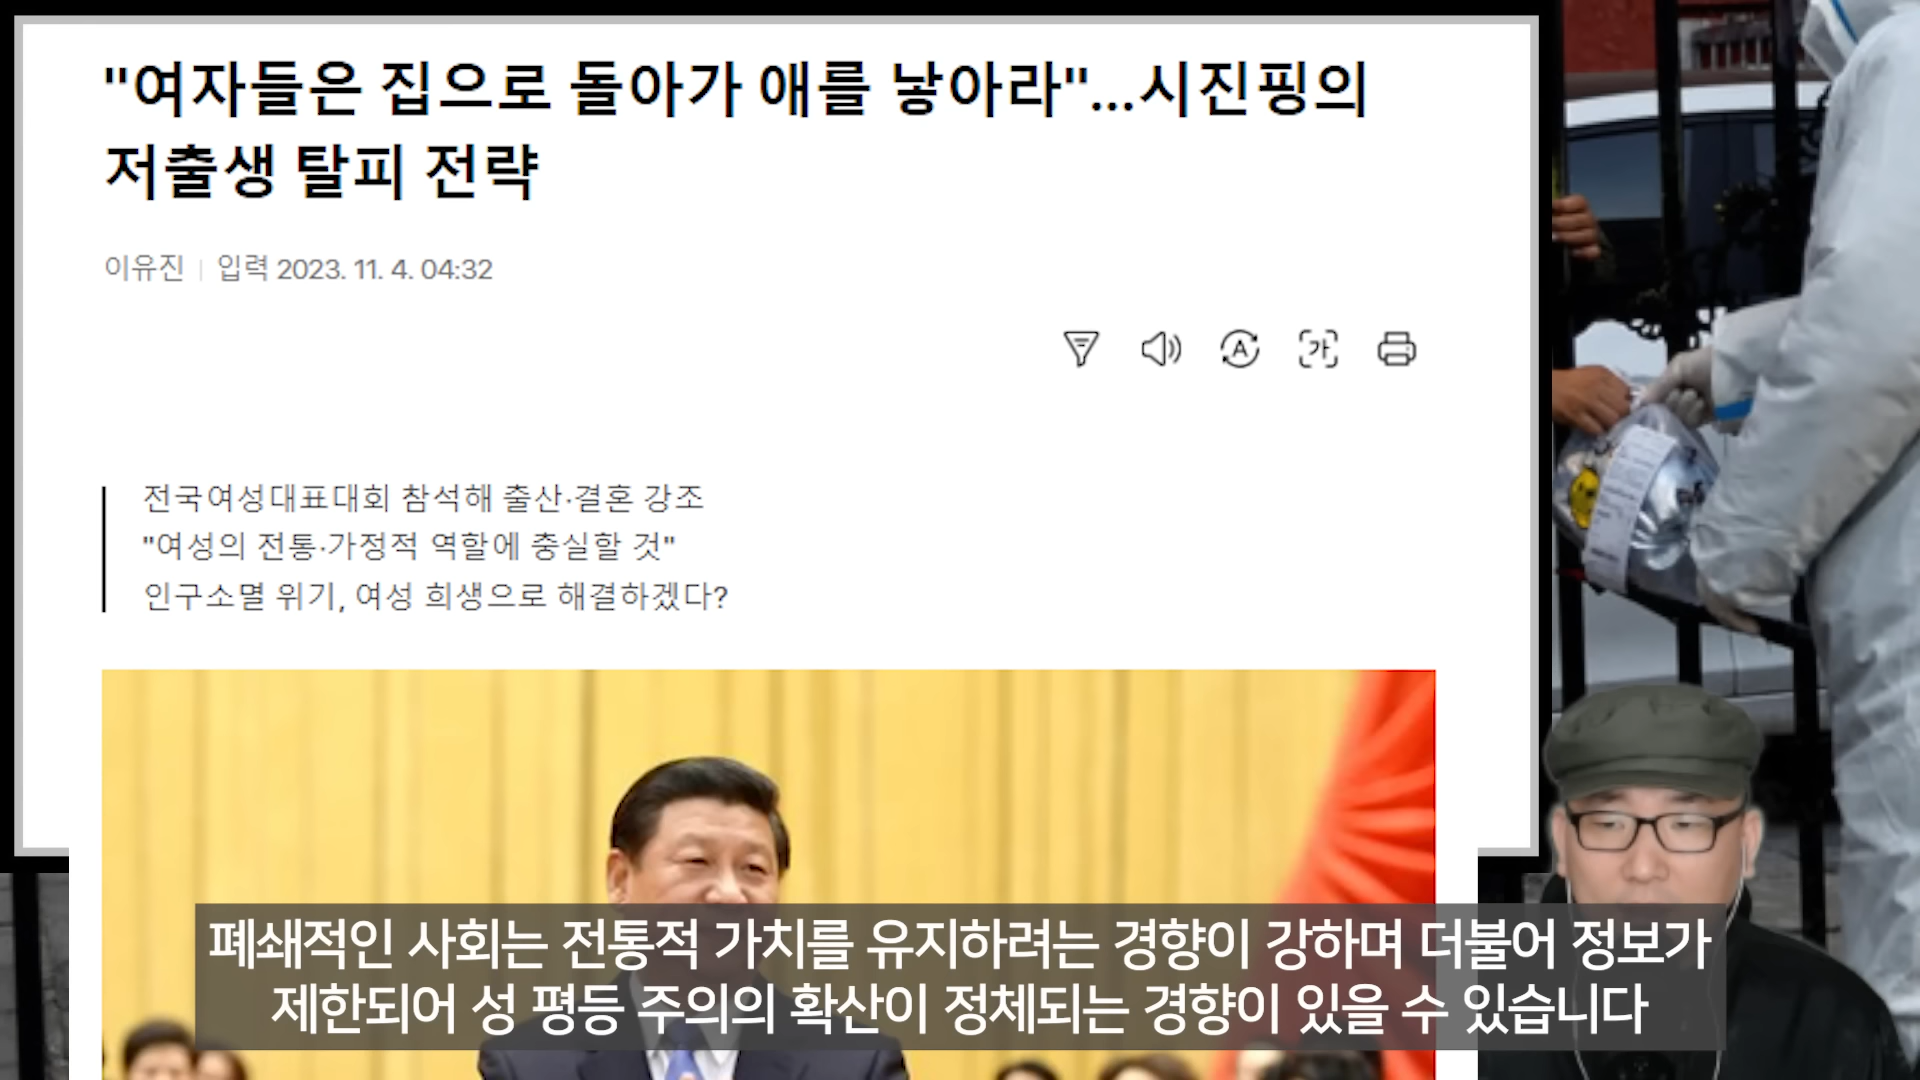 "여자들은 집으로 돌아가 애를 낳아라"...시진핑의
저출생 탈피 전략
이유진 | 입력 2023. 11. 4. 04:32
가
전국여성대표대회 참석해 출산·결혼 강조
"여성의 전통·가정적 역할에 충실할 것"
인구소멸 위기, 여성 희생으로 해결하겠다?
폐쇄적인 사회는 전통적 가치를 유지하려는 경향이 강하며 더불어 정보가
제한되어 성 평등 주의의 확산이 정체되는 경향이 있을 수 있습니다